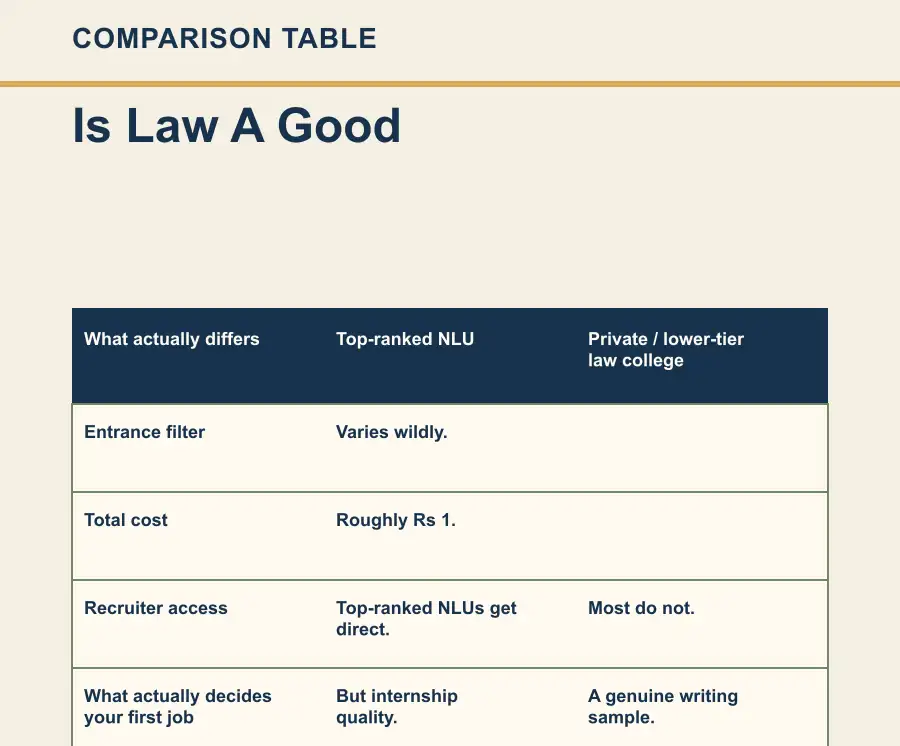 COMPARISON TABLE
Is Law A Good
What actually differs
Top-ranked NLU
Private / lower-tier
law college
Entrance filter
Varies wildly.
Total cost
Roughly Rs 1.
Recruiter access
Top-ranked NLUs get
direct.
Most do not.
What actually decides
your first job
But internship
quality.
A genuine writing
sample.